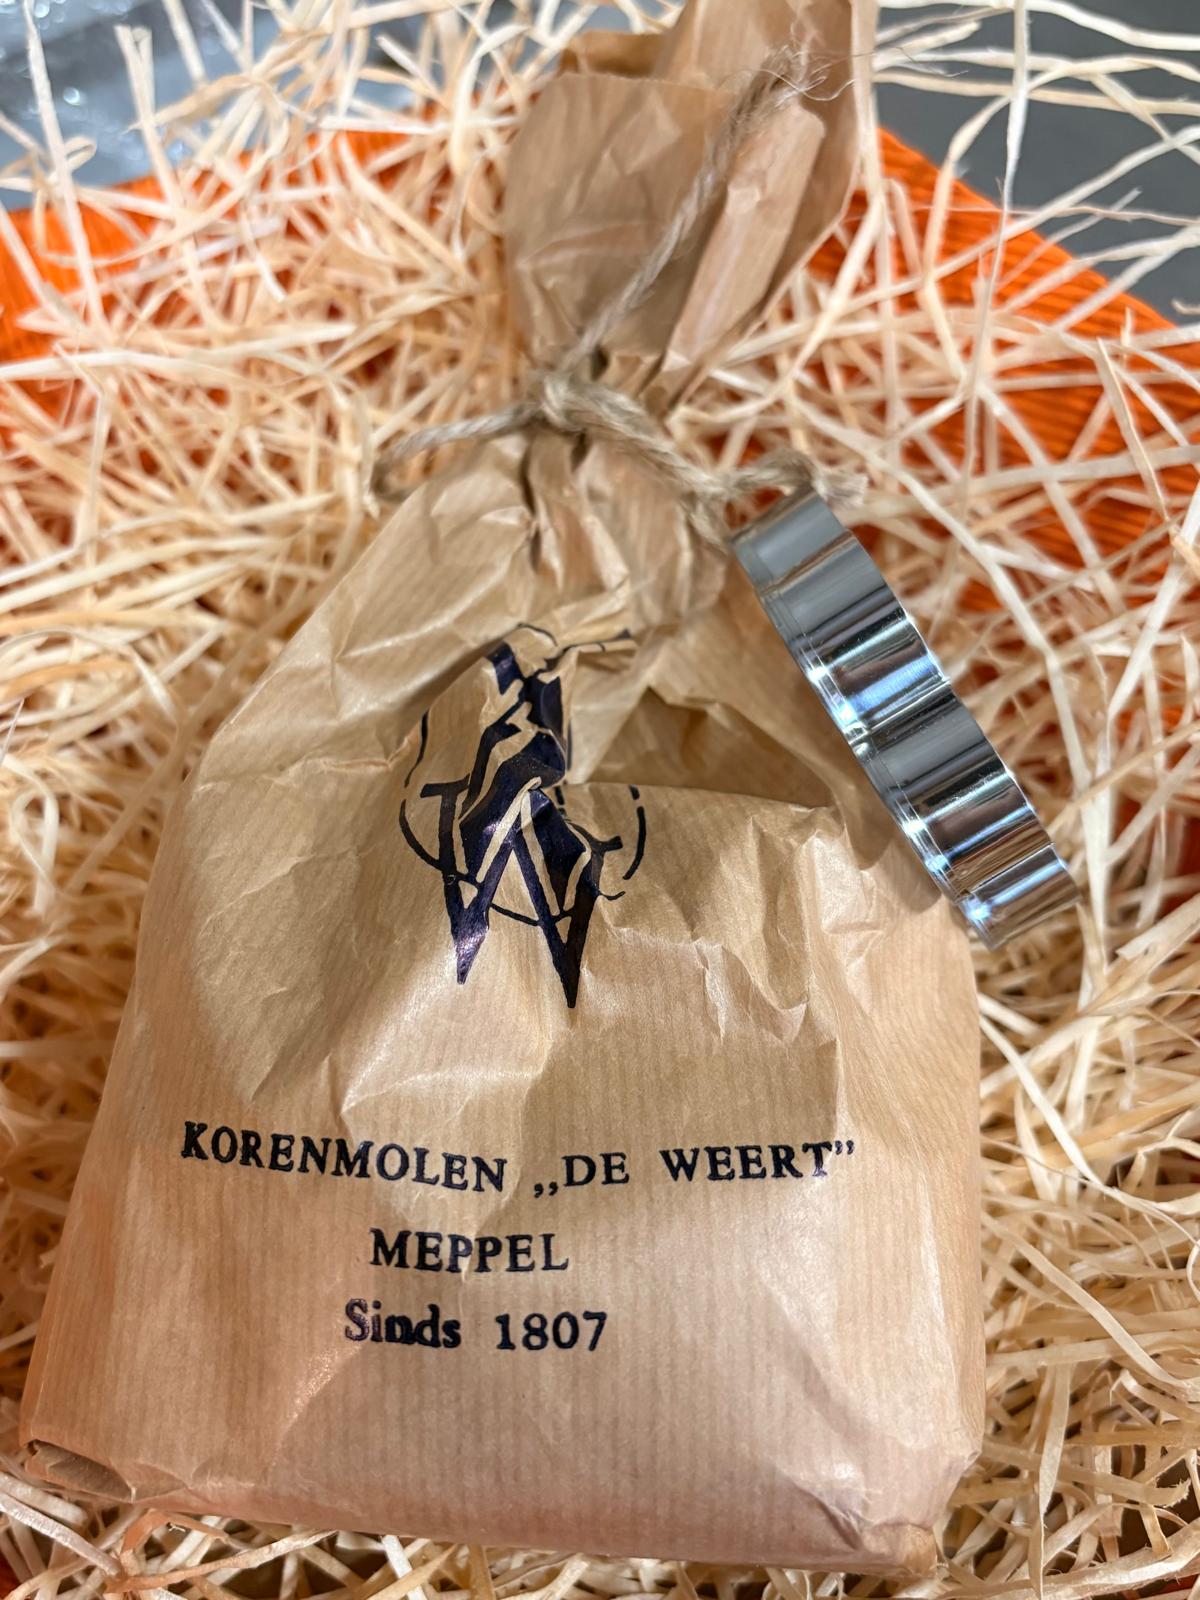 KORENMOLEN „DE WEERT”
MEPPEL
Sinds 1807